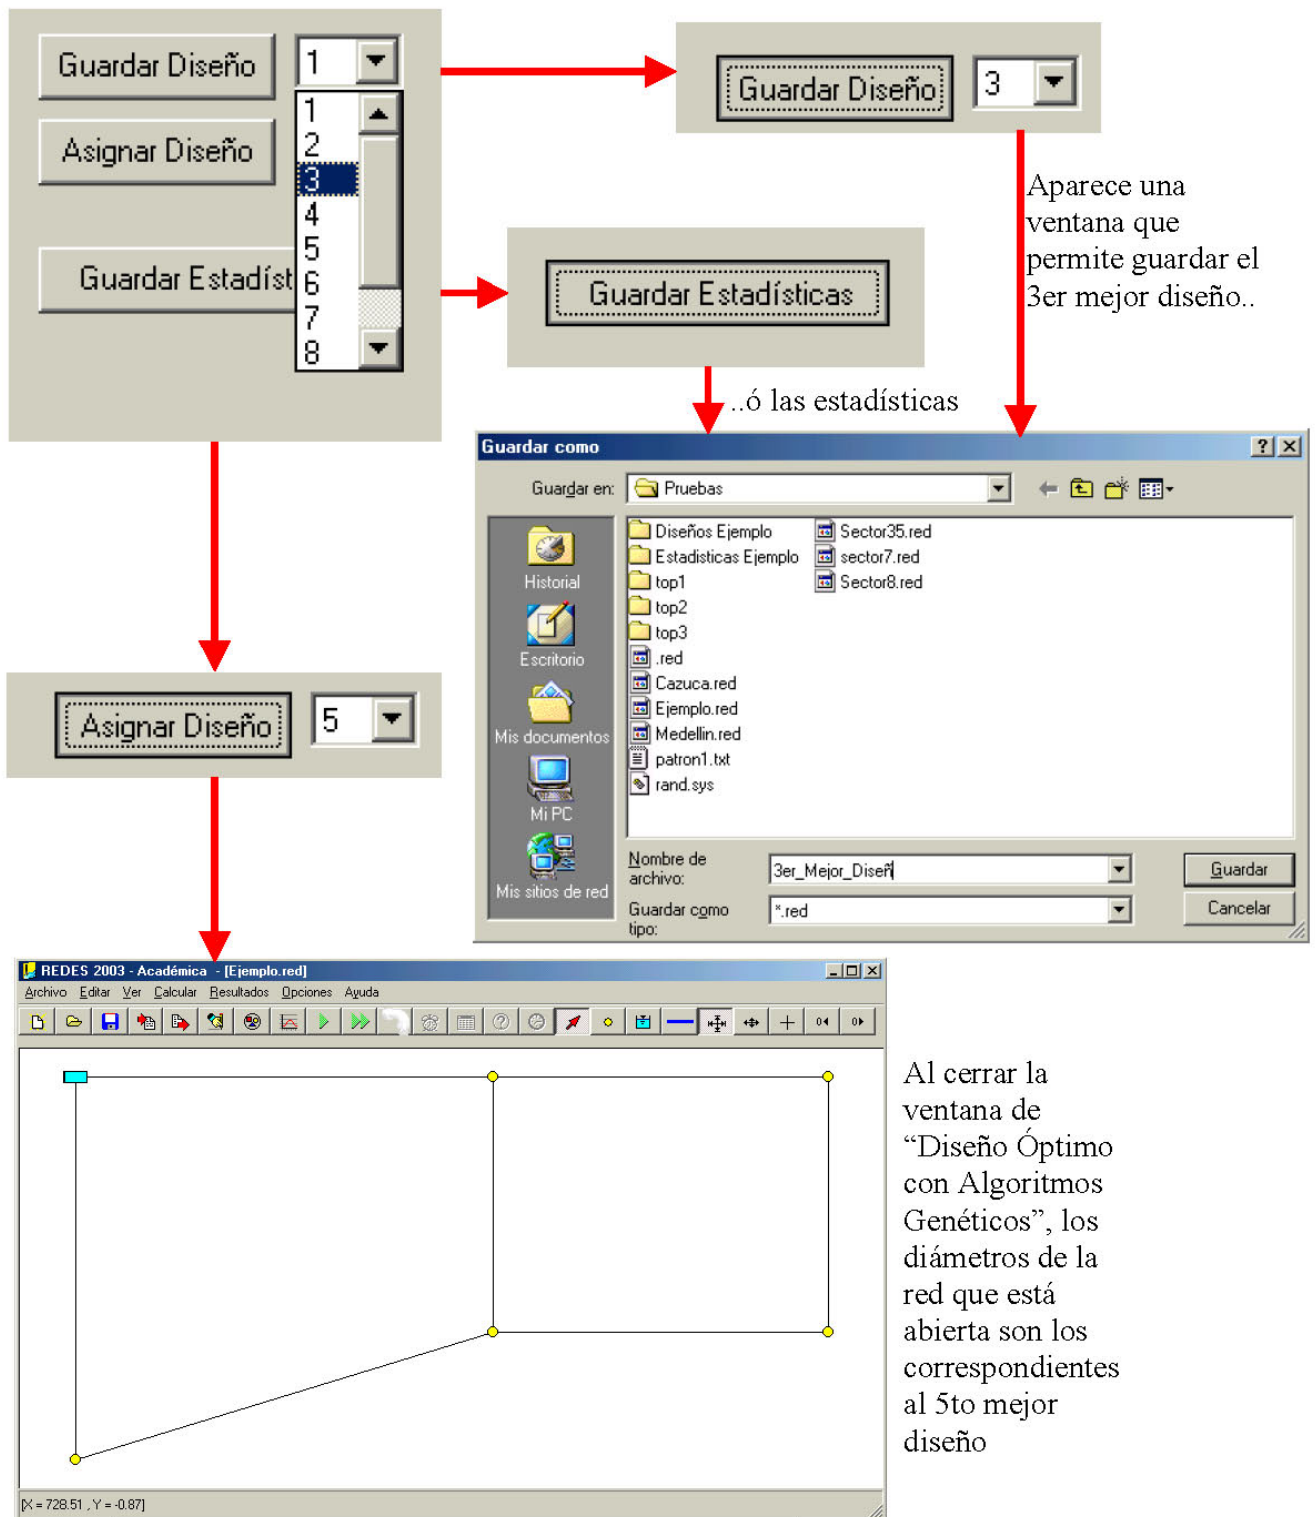 Guardar Diseño
1
1
2
3
4
5
6
7
8
Asignar Diseño
Guardar Estadíst
Guardar Diseño
3
Aparece una
ventana que
permite guardar el
3er mejor diseño..
Guardar Estadísticas
..ó las estadísticas
Guardar como
Guardar en:
Pruebas
Historial
Escritorio
Mis documentos
Mi PC
Mis sitios de red
Diseños Ejemplo
Estadisticas Ejemplo
top1
top2
top3
.red
Cazuca.red
Ejemplo.red
Medellin.red
patron1.txt
rand.sys
Sector35.red
sector7.red
Sector8.red
Nombre de
archivo:
3er_Mejor_Diseñ
Guardar
Guardar como
tipo:
*.red
Cancelar
Asignar Diseño
5
REDES 2003 - Académica - [Ejemplo.red]
Archivo Editar Ver Calcular Resultados Opciones Ayuda
[X = 728.51 , Y = -0.87]
Al cerrar la
ventana de
“Diseño Óptimo
con Algoritmos
Genéticos”, los
diámetros de la
red que está
abierta son los
correspondientes
al 5to mejor
diseño